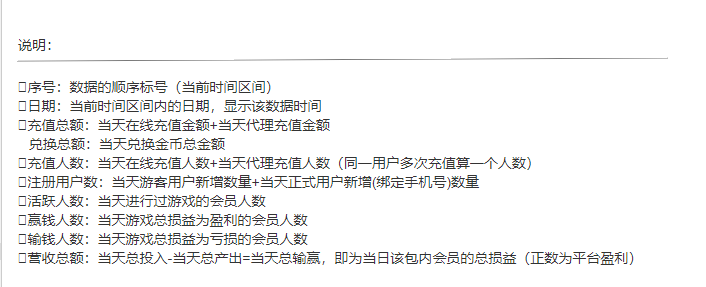 说明：
序号：数据的顺序标号（当前时间区间）
日期：当前时间区间内的日期，显示该数据时间
充值总额：当天在线充值金额+当天代理充值金额
兑换总额：当天兑换金币总金额
充值人数：当天在线充值人数+当天代理充值人数（同一用户多次充值算一个人数）
注册用户数：当天游客用户新增数量+当天正式用户新增(绑定手机号)数量
活跃人数：当天进行过游戏的会员人数
赢钱人数：当天游戏总损益为盈利的会员人数
输钱人数：当天游戏总损益为亏损的会员人数
营收总额：当天总投入-当天总产出=当天总输赢，即为当日该包内会员的总损益（正数为平台盈利）